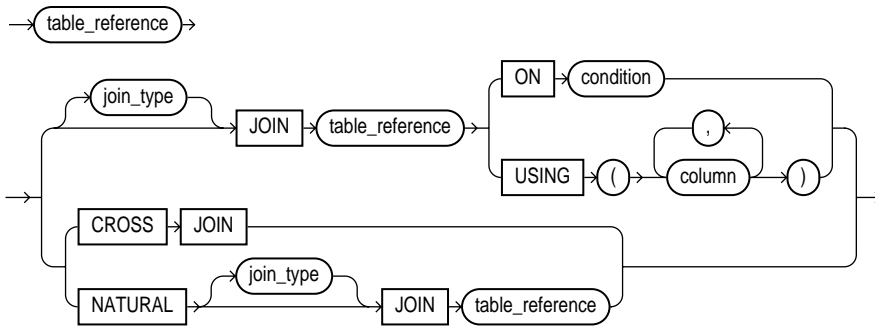 table_reference
join_type
JOIN table_reference
ON condition
USING ( column , )
CROSS JOIN
NATURAL join_type JOIN table_reference